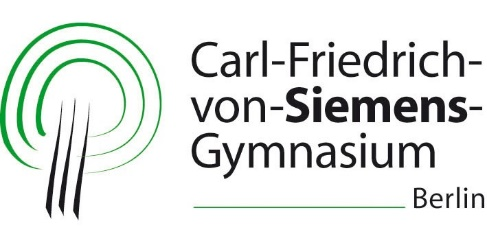 Carl-Friedrich-
von-Siemens-
Gymnasium
Berlin